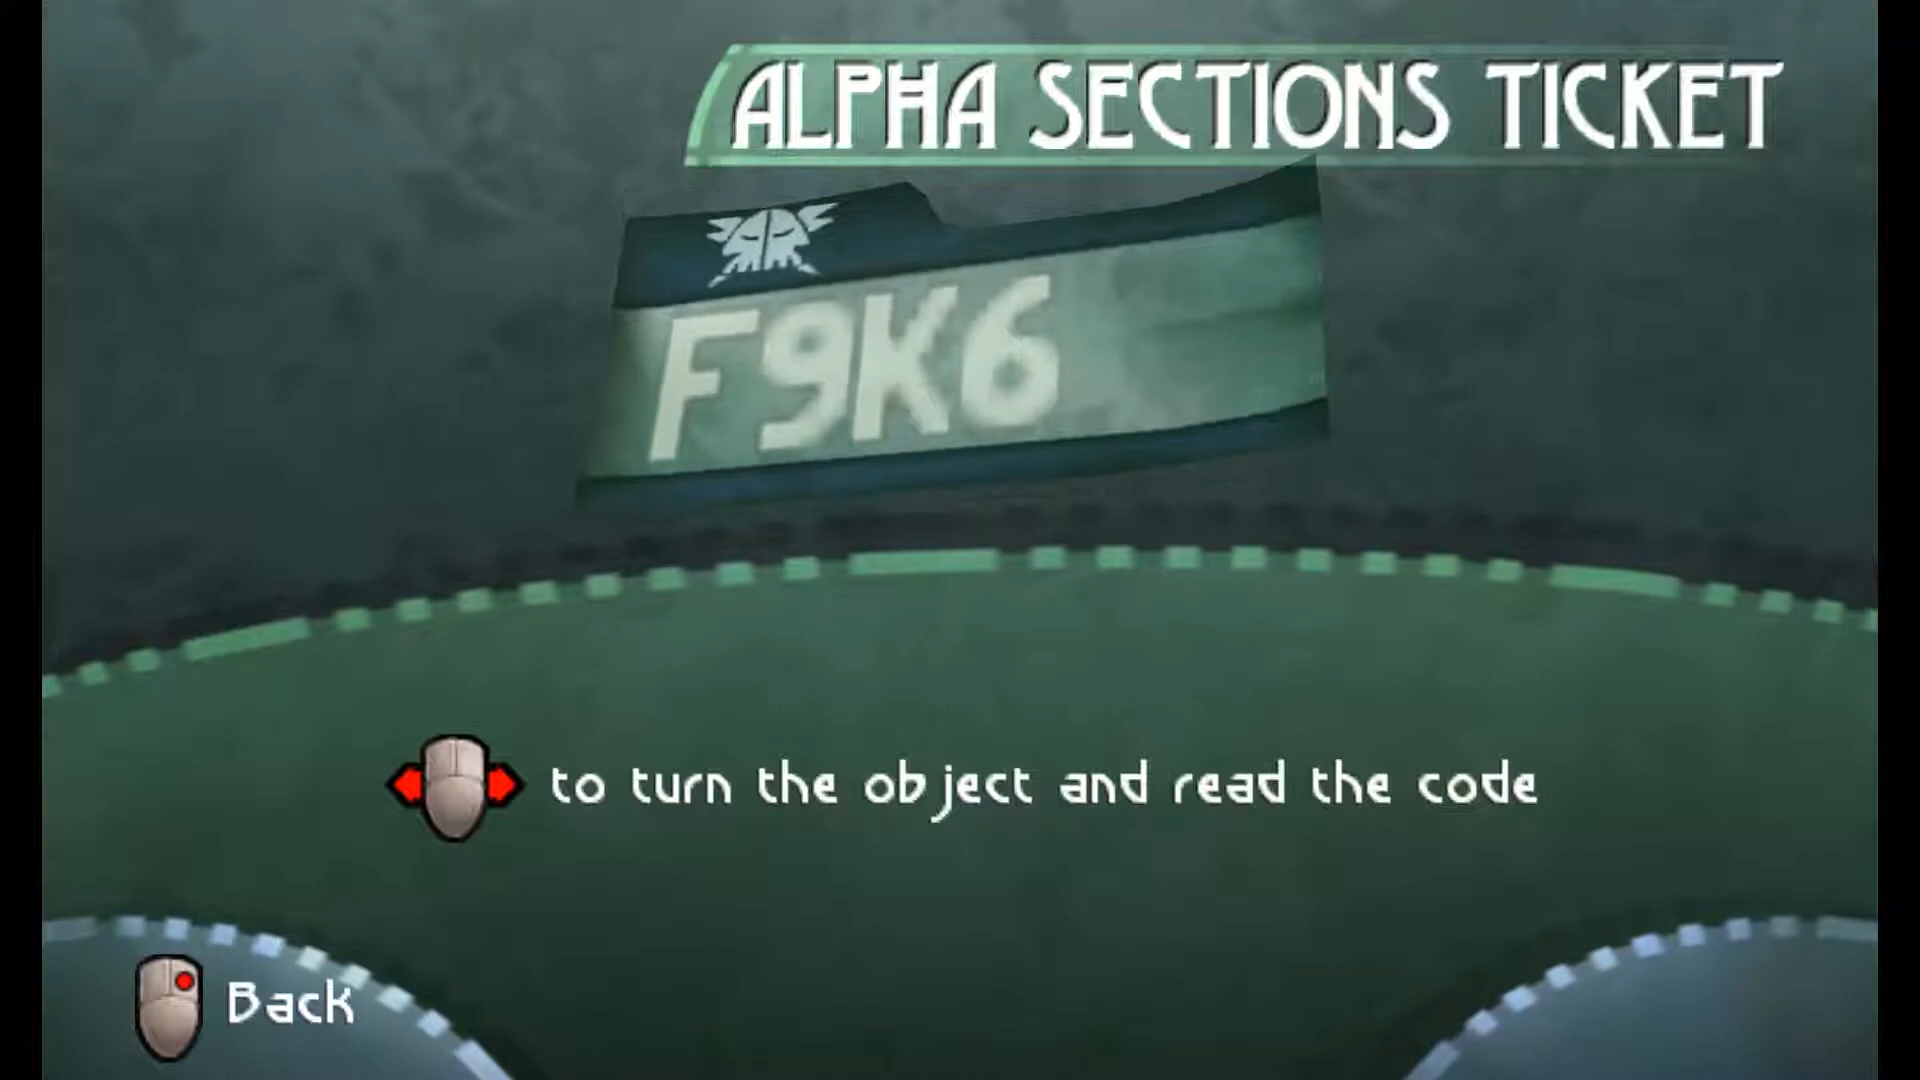 ALPHA SECTIONS TICKET
F9K6
to turn the object and read the code
Back